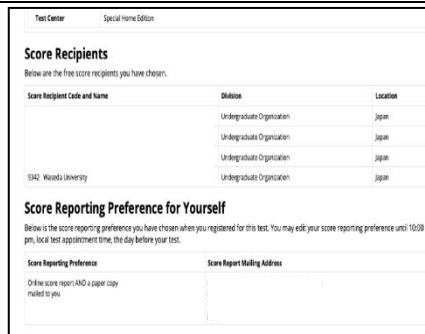 Test Center Special Home Edition
Score Recipients
Below are the free score recipients you have chosen.
Score Recipient Code and Name Division Location
Undergraduate Organization Japan
Undergraduate Organization Japan
Undergraduate Organization Japan
9342 Waseda University Undergraduate Organization Japan
Score Reporting Preference for Yourself
Below is the score reporting preference you have chosen when you registered for this test. You may edit your score reporting preference until 10:00
pm, local test appointment time, the day before your test.
Score Reporting Preference Score Report Mailing Address
Online score report AND a paper copy
mailed to you